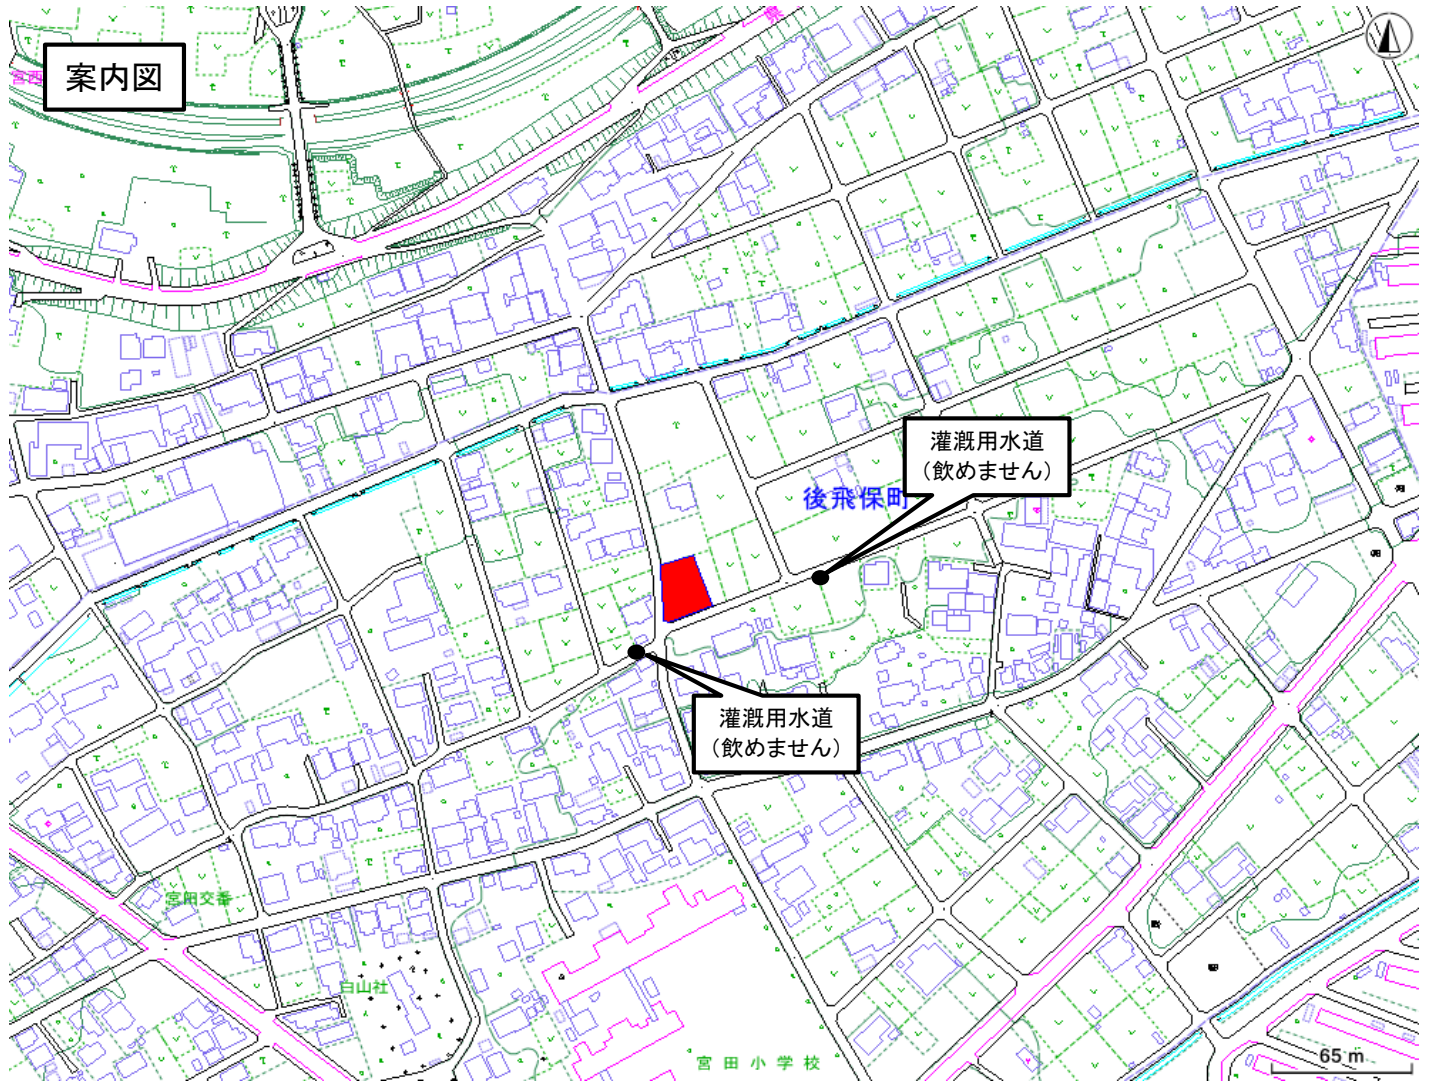 案内図
宮西
灌漑用水道
（飲めません）
後飛保町
灌漑用水道
（飲めません）
宮田交番
白山社
宮田小学校
65 m